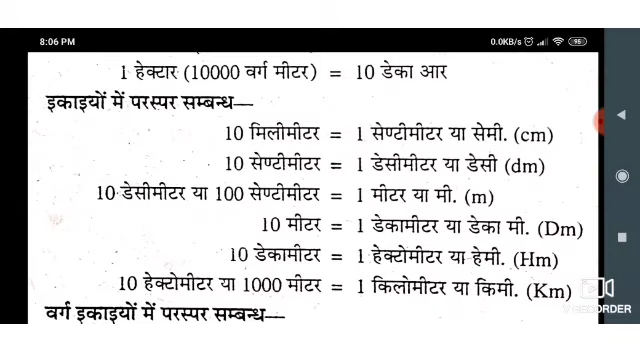 8:06 PM 0.0KB/s 95
1 हेक्टार (10000 वर्ग मीटर) = 10 डेका आर
इकाइयों में परस्पर सम्बन्ध—
10 मिलीमीटर = 1 सेण्टीमीटर या सेमी. (cm)
10 सेण्टीमीटर = 1 डेसीमीटर या डेसी (dm)
10 डेसीमीटर या 100 सेण्टीमीटर = 1 मीटर या मी. (m)
10 मीटर = 1 डेकामीटर या डेका मी. (Dm)
10 डेकामीटर = 1 हेक्टोमीटर या हेमी. (Hm)
10 हेक्टोमीटर या 1000 मीटर = 1 किलोमीटर या किमी. (Km)
वर्ग इकाइयों में परस्पर सम्बन्ध—